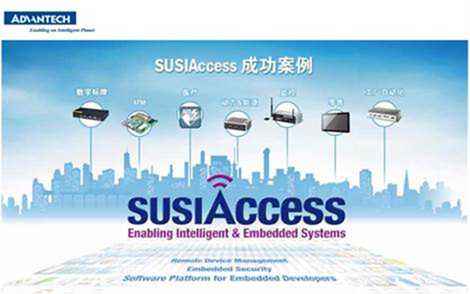 ADVANTECH
Enabling an Intelligent Planet
SUSIAccess 成功案例
数字标牌
ATM
医疗
动力&能源
监控
零售
工厂自动化
SUSIAccess
Enabling Intelligent & Embedded Systems
Remote Device Management
Embedded Security
Software Platform for Embedded Developers